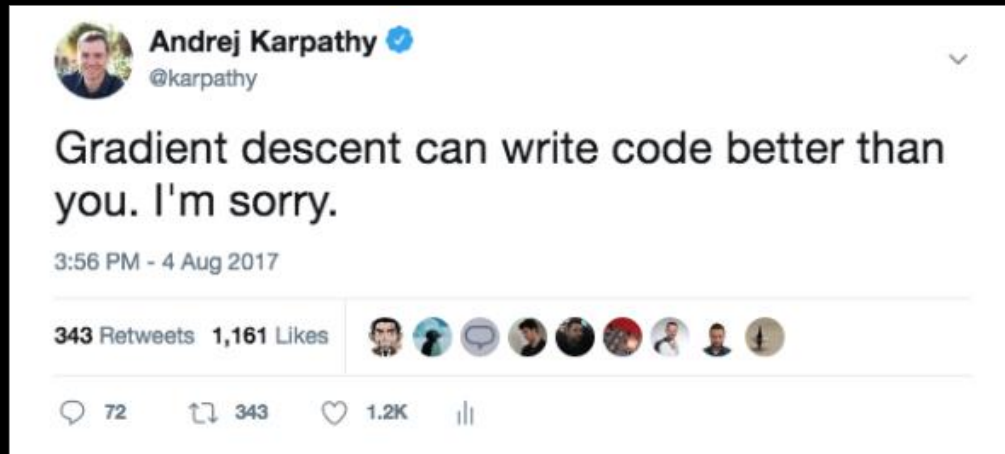 Andrej Karpathy
@karpathy
Gradient descent can write code better than
you. I'm sorry.
3:56 PM - 4 Aug 2017
343 Retweets 1,161 Likes
72 343 1.2K